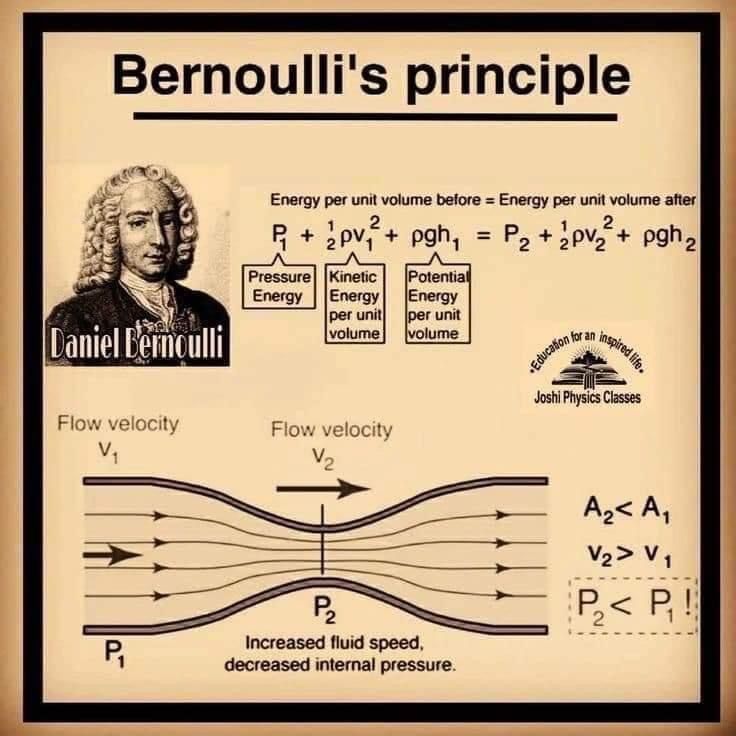 Bernoulli's principle
Energy per unit volume before = Energy per unit volume after
P₁ + ½ρv₁² + ρgh₁ = P₂ + ½ρv₂² + ρgh₂
Pressure
Energy
Kinetic
Energy
per unit
volume
Potential
Energy
per unit
volume
Daniel Bernoulli
Education for an inspired life
Joshi Physics Classes
Flow velocity
V₁
Flow velocity
V₂
A₂< A₁
v₂> v₁
P₂< P₁ !
P₁
P₂
Increased fluid speed,
decreased internal pressure.